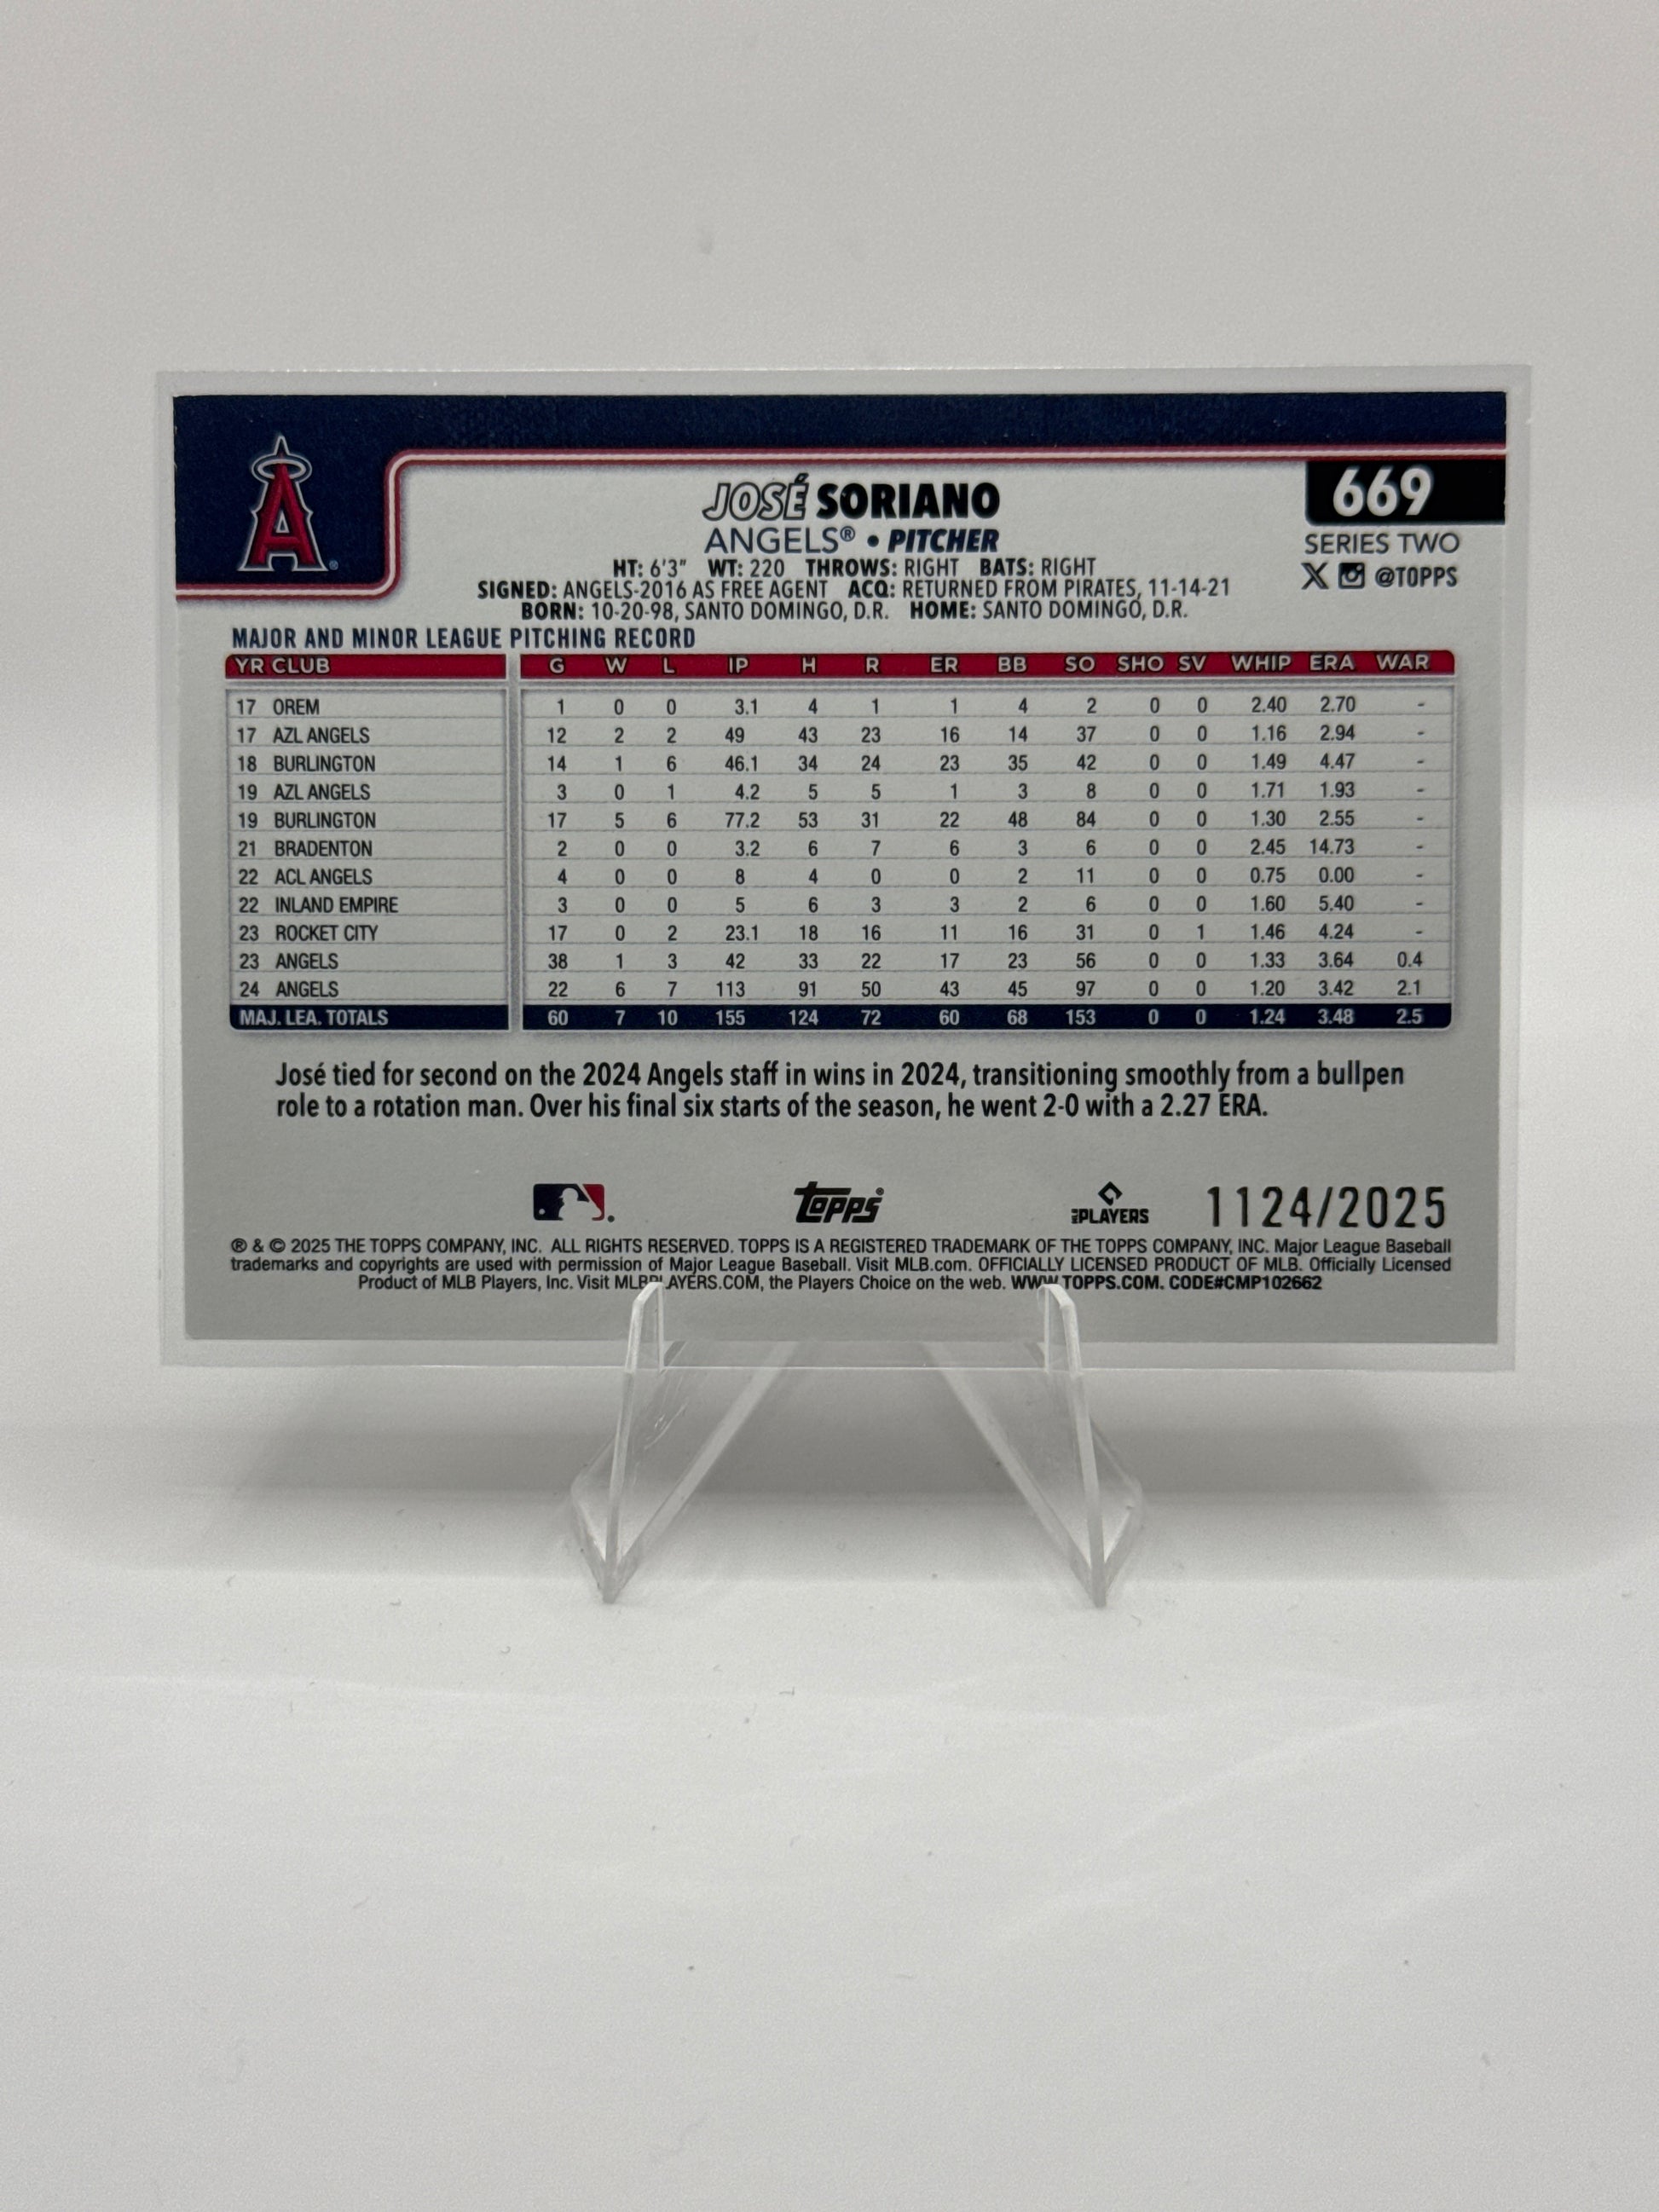 A
JOSÉ SORIANO
ANGELS® • PITCHER
669
SERIES TWO
X @TOPPS
HT: 6'3" WT: 220 THROWS: RIGHT BATS: RIGHT
SIGNED: ANGELS-2016 AS FREE AGENT ACQ: RETURNED FROM PIRATES, 11-14-21
BORN: 10-20-98, SANTO DOMINGO, D.R. HOME: SANTO DOMINGO, D.R.
MAJOR AND MINOR LEAGUE PITCHING RECORD
YR CLUB G W L IP H R ER BB SO SHO SV WHIP ERA WAR
17 OREM 1 0 0 3.1 4 1 1 4 2 0 0 2.40 2.70 -
17 AZL ANGELS 12 2 2 49 43 23 16 14 37 0 0 1.16 2.94 -
18 BURLINGTON 14 1 6 46.1 34 24 23 35 42 0 0 1.49 4.47 -
19 AZL ANGELS 3 0 1 4.2 5 5 1 3 8 0 0 1.71 1.93 -
19 BURLINGTON 17 5 6 77.2 53 31 22 48 84 0 0 1.30 2.55 -
21 BRADENTON 2 0 0 3.2 6 7 6 3 6 0 0 2.45 14.73 -
22 ACL ANGELS 4 0 0 8 4 0 0 2 11 0 0 0.75 0.00 -
22 INLAND EMPIRE 3 0 0 5 6 3 3 2 6 0 0 1.60 5.40 -
23 ROCKET CITY 17 0 2 23.1 18 16 11 16 31 0 1 1.46 4.24 -
23 ANGELS 38 1 3 42 33 22 17 23 56 0 0 1.33 3.64 0.4
24 ANGELS 22 6 7 113 91 50 43 45 97 0 0 1.20 3.42 2.1
MAJ. LEA. TOTALS 60 7 10 155 124 72 60 68 153 0 0 1.24 3.48 2.5
José tied for second on the 2024 Angels staff in wins in 2024, transitioning smoothly from a bullpen
role to a rotation man. Over his final six starts of the season, he went 2-0 with a 2.27 ERA.
Topps® MLB PLAYERS 1124/2025
® & © 2025 THE TOPPS COMPANY, INC. ALL RIGHTS RESERVED. TOPPS IS A REGISTERED TRADEMARK OF THE TOPPS COMPANY, INC. Major League Baseball
trademarks and copyrights are used with permission of Major League Baseball. Visit MLB.com. OFFICIALLY LICENSED PRODUCT OF MLB. Officially Licensed
Product of MLB Players, Inc. Visit MLBPLAYERS.COM, the Players Choice on the web. WWW.TOPPS.COM. CODE#CMP102662